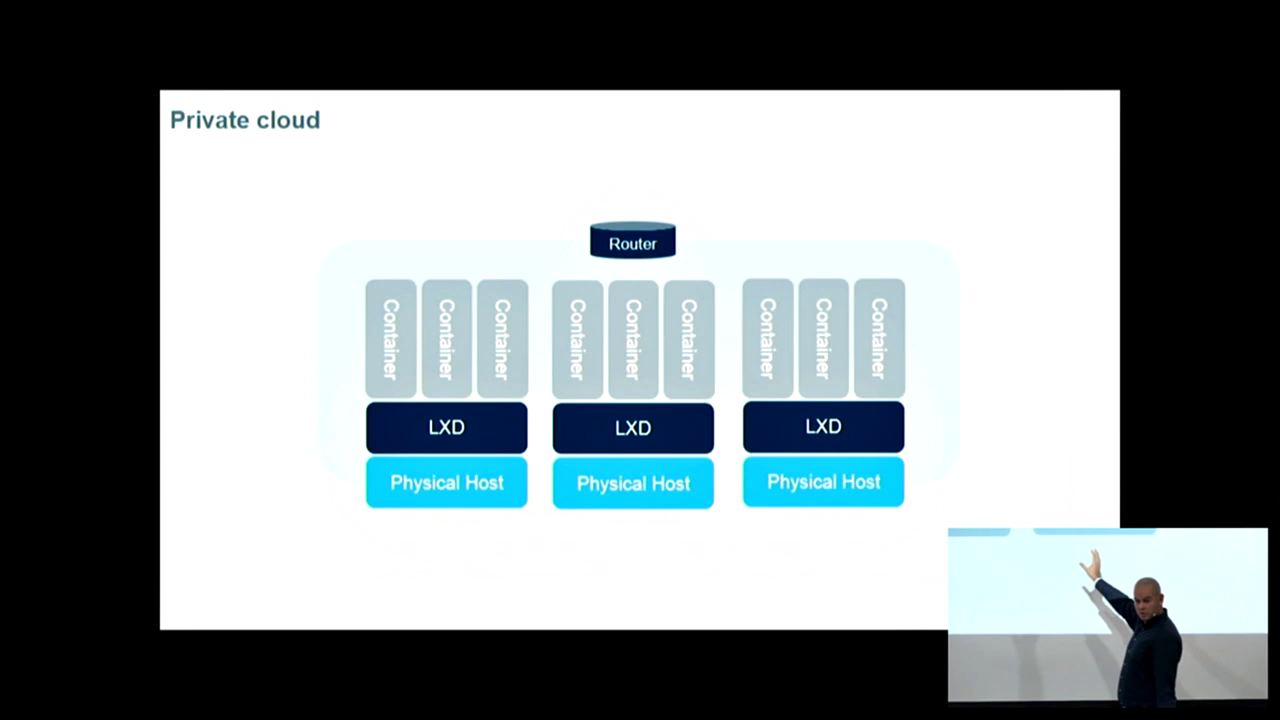 Private cloud
Router
Container Container Container Container Container Container Container Container Container
LXD LXD LXD
Physical Host Physical Host Physical Host